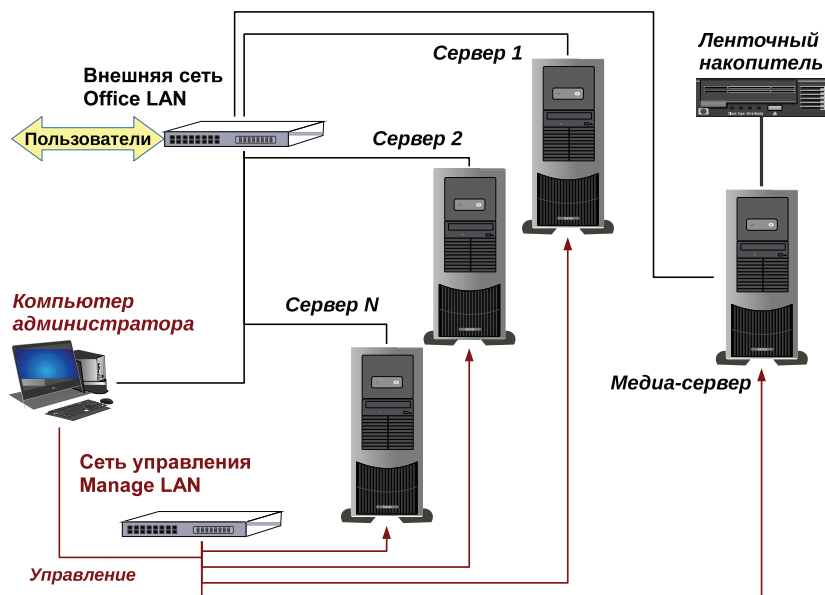 Сервер 1
Ленточный
накопитель
Внешняя сеть
Office LAN
Пользователи
Сервер 2
Компьютер
администратора
Сервер N
Медиа-сервер
Сеть управления
Manage LAN
Управление